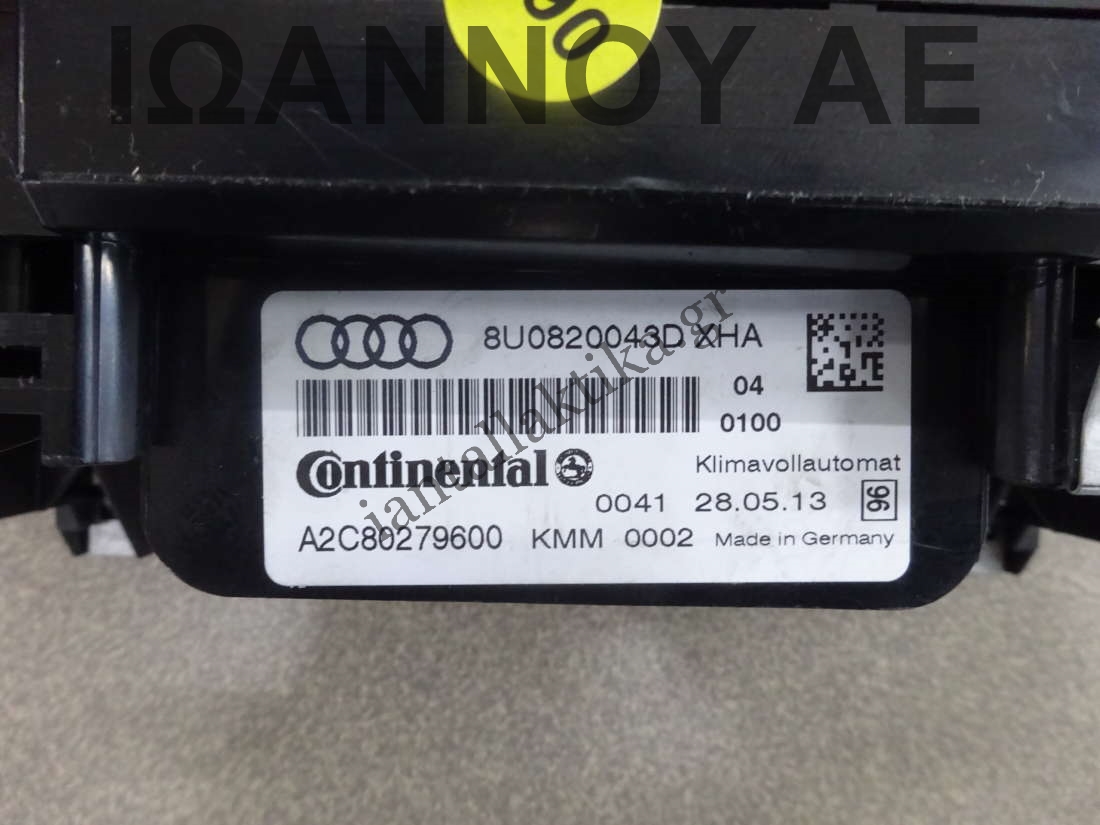 00
ΙΩΑΝΝΟΥ ΑΕ
8U0820043D XHA
04
0100
Continental
Klimavollautomat
0041 28.05.13 96
A2C80279600 KMM 0002 Made in Germany
iantallaktika.gr